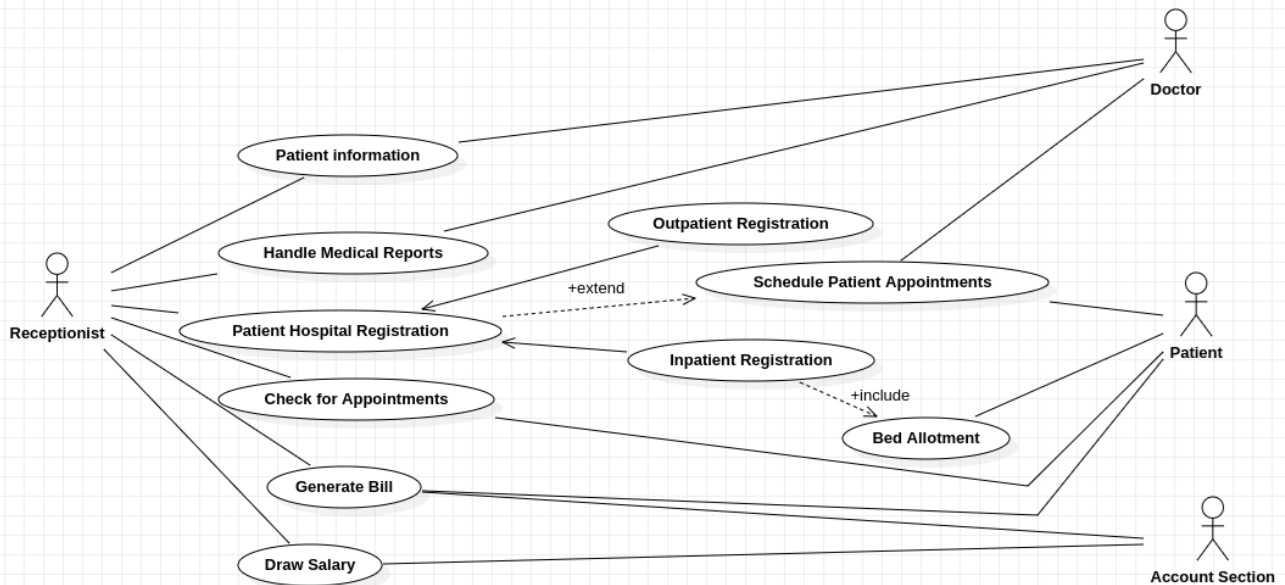 Doctor
Patient information
Outpatient Registration
Handle Medical Reports
Schedule Patient Appointments
+extend
Receptionist
Patient Hospital Registration
Patient
Inpatient Registration
+include
Check for Appointments
Bed Allotment
Generate Bill
Draw Salary
Account Section